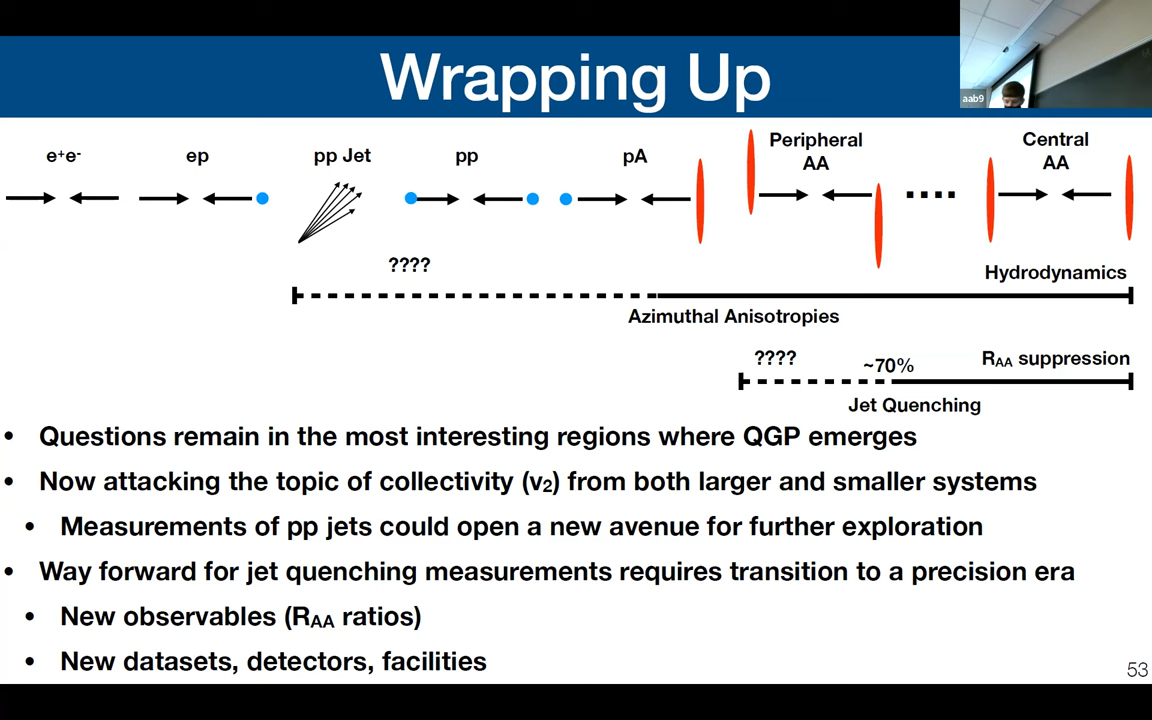 Wrapping Up
aab9
e⁺e⁻
ep
pp Jet
pp
pA
Peripheral
AA
Central
AA
....
????
Hydrodynamics
Azimuthal Anisotropies
????
~70%
R_AA suppression
Jet Quenching
• Questions remain in the most interesting regions where QGP emerges
• Now attacking the topic of collectivity (v₂) from both larger and smaller systems
• Measurements of pp jets could open a new avenue for further exploration
• Way forward for jet quenching measurements requires transition to a precision era
• New observables (R_AA ratios)
• New datasets, detectors, facilities
53